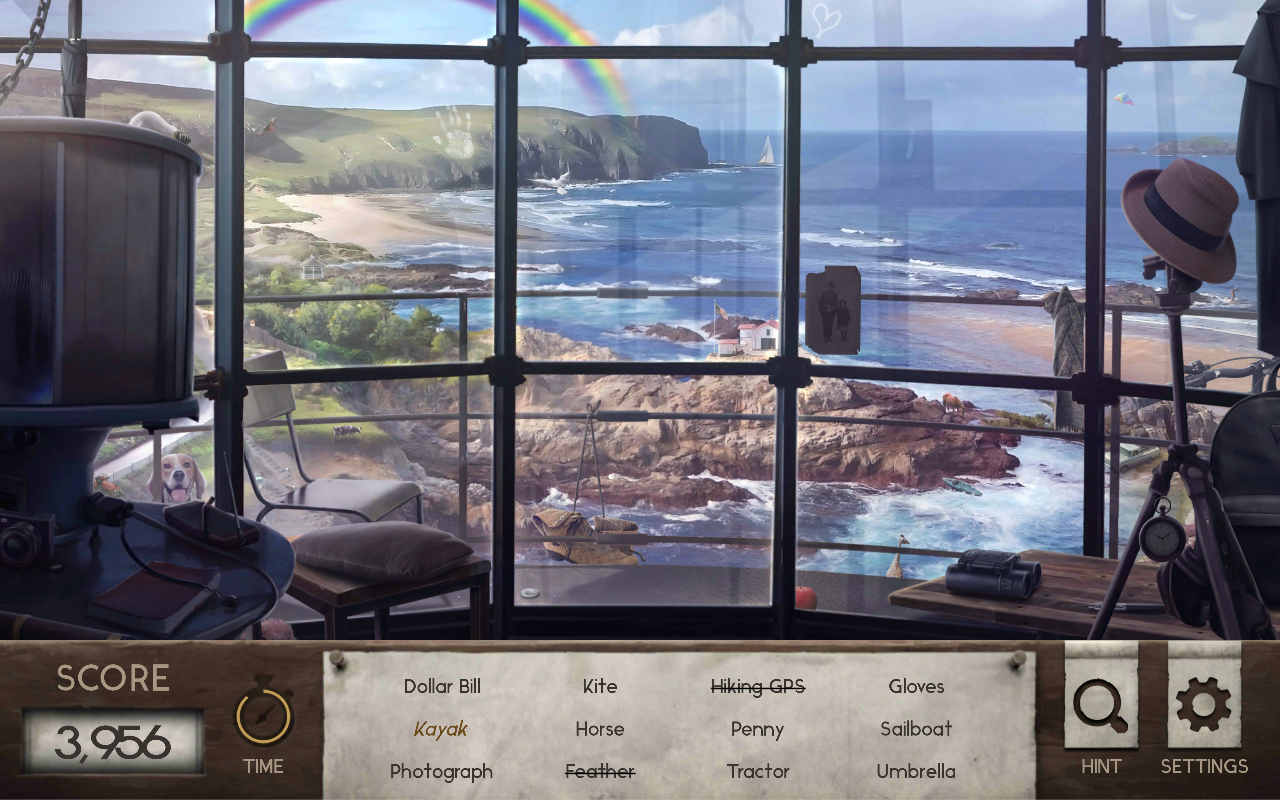 SCORE
3,956
TIME
Dollar Bill
Kite
Hiking GPS
Gloves
Kayak
Horse
Penny
Sailboat
Photograph
Feather
Tractor
Umbrella
HINT
SETTINGS